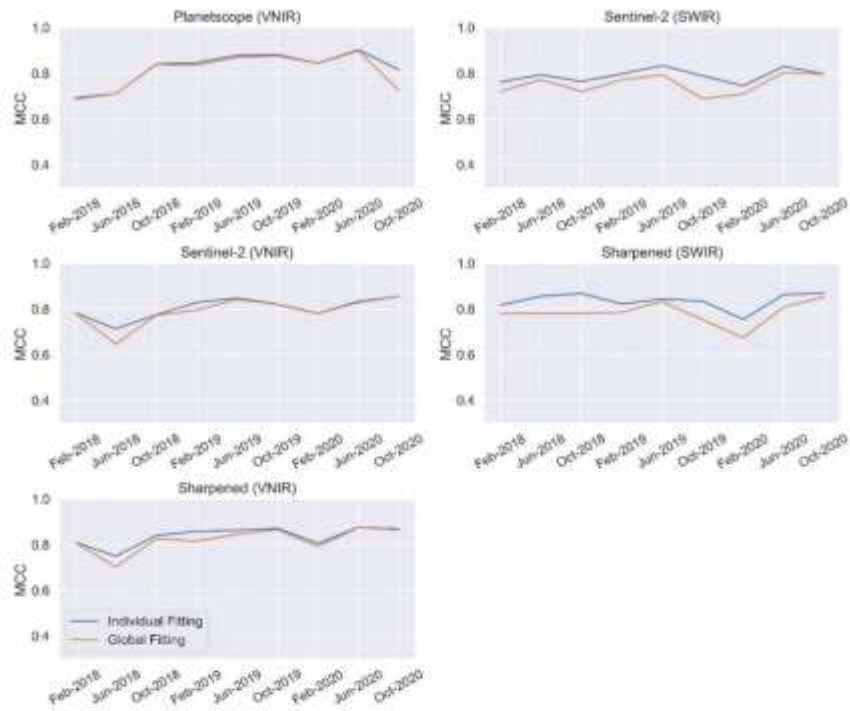 Planetscope (VNIR)
1.0
0.8
0.6
0.4
MCC
Feb-2018 Jun-2018 Oct-2018 Feb-2019 Jun-2019 Oct-2019 Feb-2020 Jun-2020 Oct-2020
Sentinel-2 (SWIR)
1.0
0.8
0.6
0.4
MCC
Feb-2018 Jun-2018 Oct-2018 Feb-2019 Jun-2019 Oct-2019 Feb-2020 Jun-2020 Oct-2020
Sentinel-2 (VNIR)
1.0
0.8
0.6
0.4
MCC
Feb-2018 Jun-2018 Oct-2018 Feb-2019 Jun-2019 Oct-2019 Feb-2020 Jun-2020 Oct-2020
Sharpened (SWIR)
1.0
0.8
0.6
0.4
MCC
Feb-2018 Jun-2018 Oct-2018 Feb-2019 Jun-2019 Oct-2019 Feb-2020 Jun-2020 Oct-2020
Sharpened (VNIR)
1.0
0.8
0.6
0.4
MCC
Individual Fitting
Global Fitting
Feb-2018 Jun-2018 Oct-2018 Feb-2019 Jun-2019 Oct-2019 Feb-2020 Jun-2020 Oct-2020